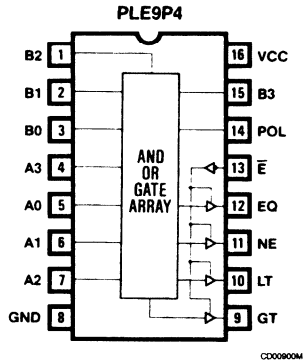 PLE9P4
B2 1 16 VCC
B1 2 15 B3
B0 3 14 POL
A3 4 13 E̅
A0 5 12 EQ
A1 6 11 NE
A2 7 10 LT
GND 8 9 GT
AND
OR
GATE
ARRAY
CD00900M